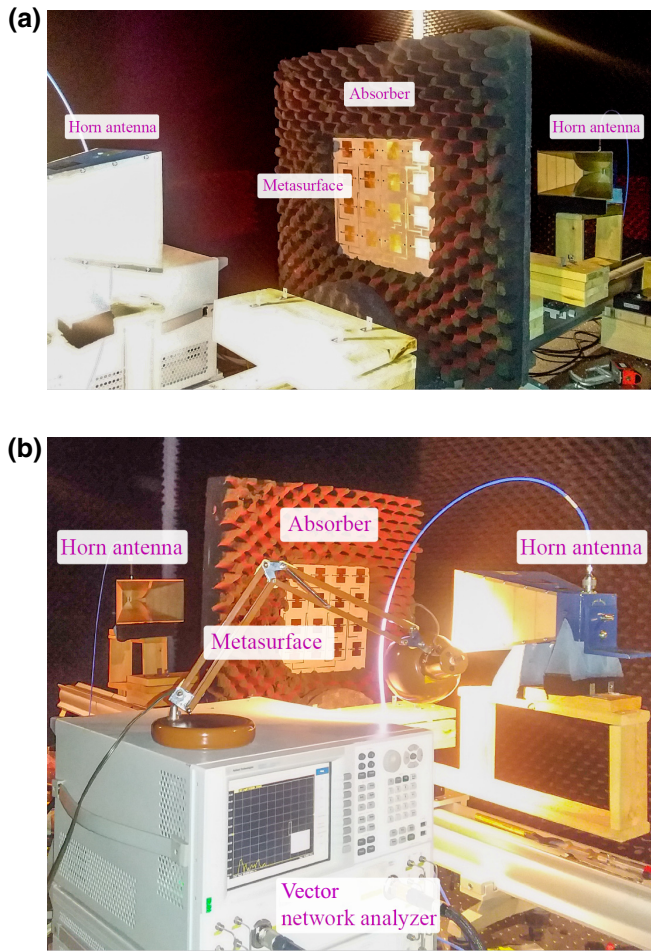 (a)
Absorber
Horn antenna
Horn antenna
Metasurface
(b)
Absorber
Horn antenna
Horn antenna
Metasurface
Vector
network analyzer